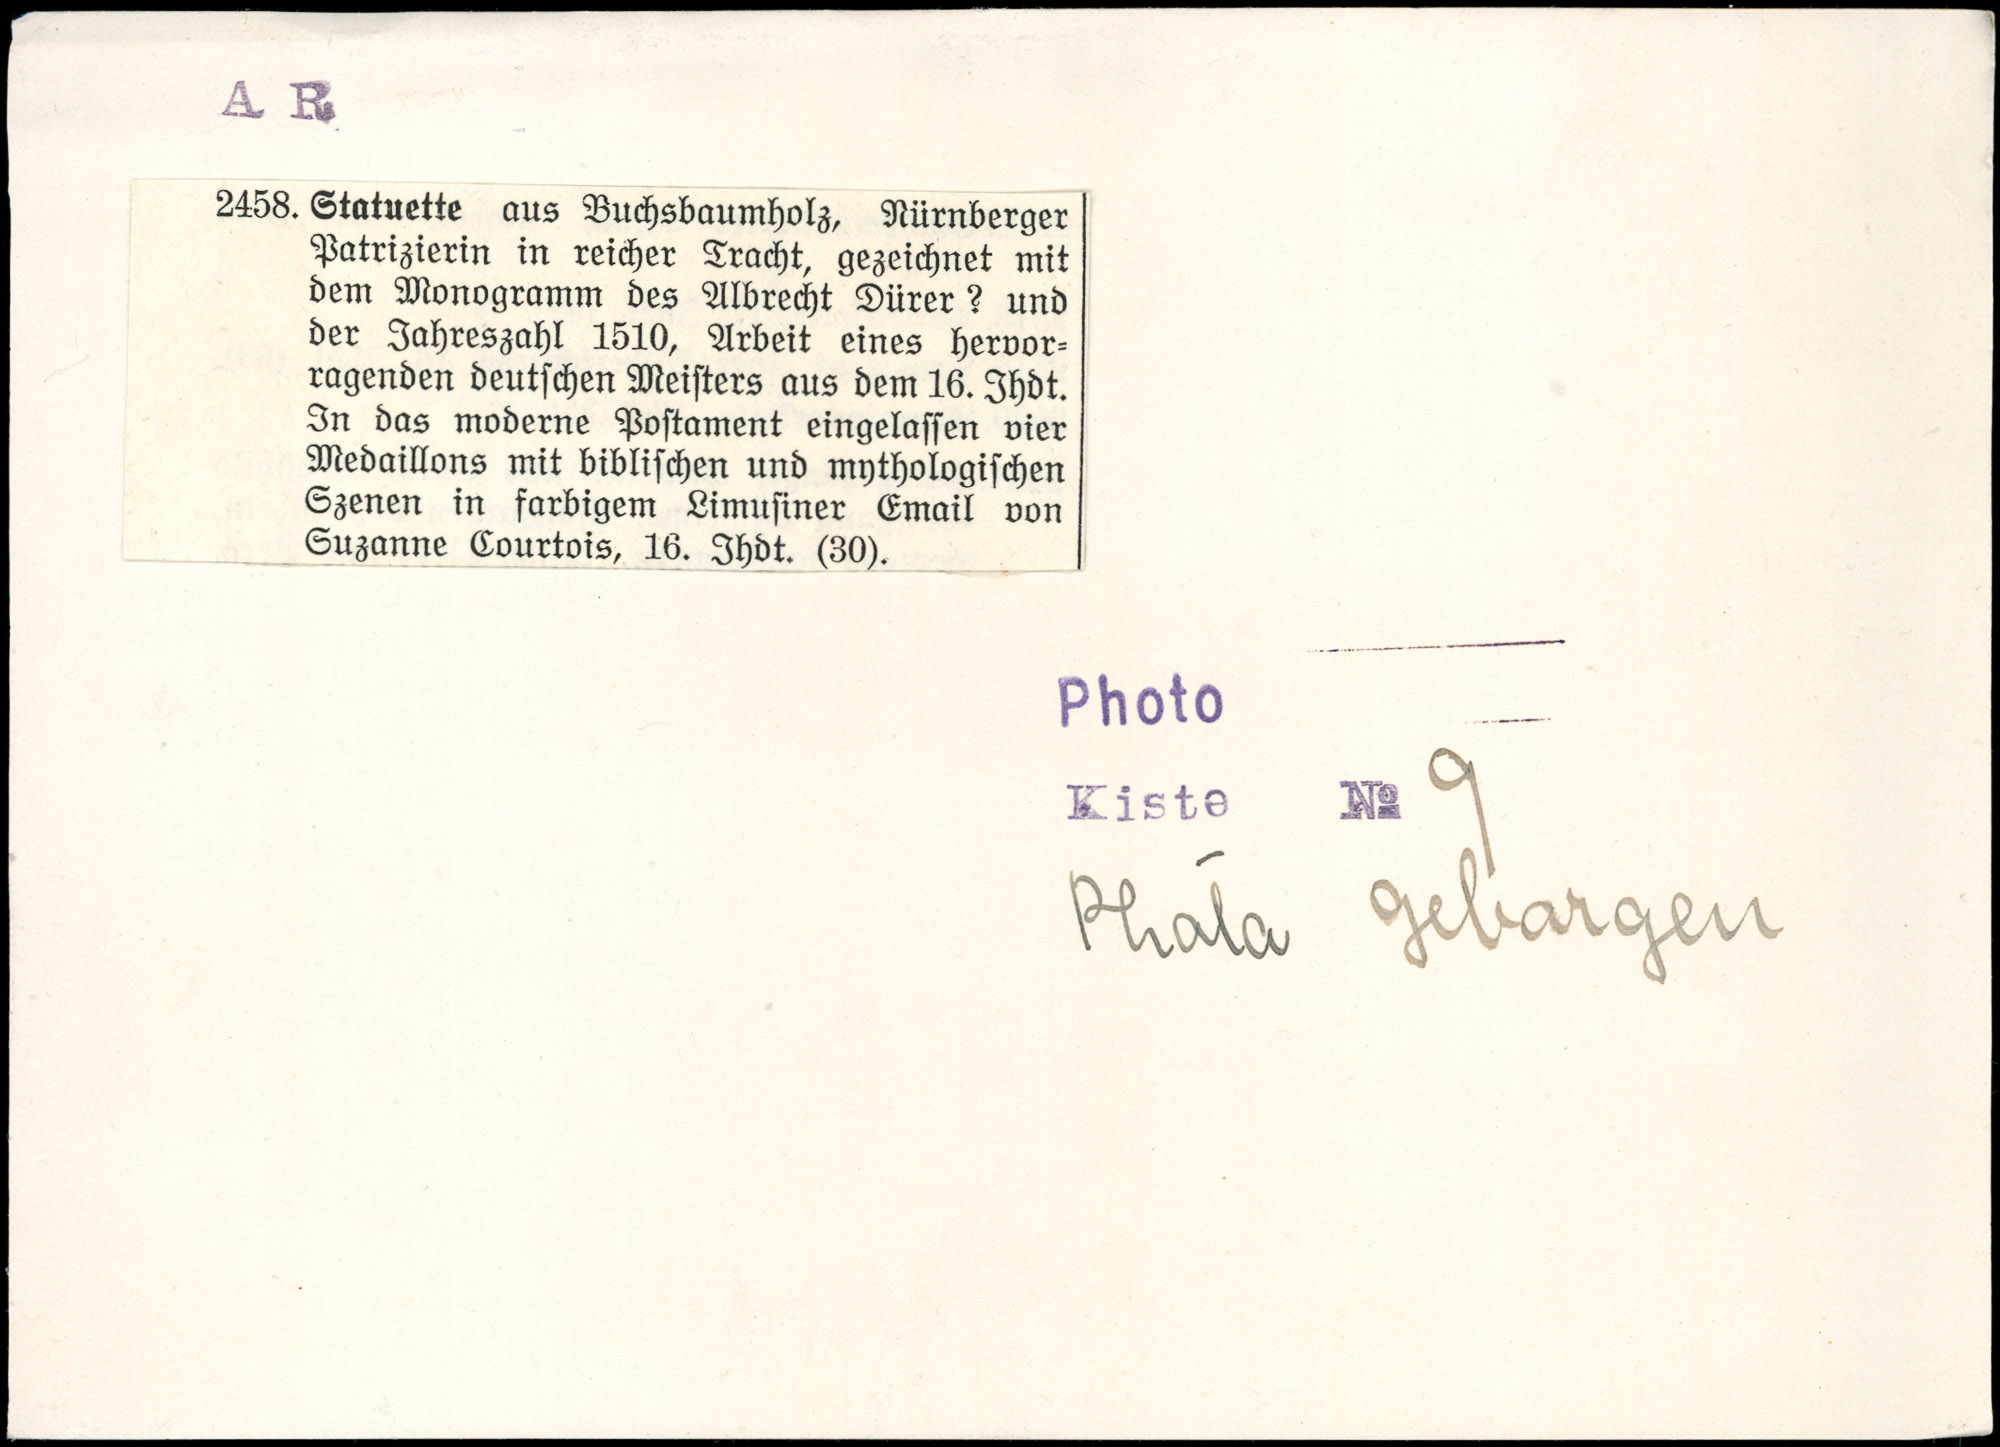 A R
2458. Statuette aus Buchsbaumholz, Nürnberger
Patrizierin in reicher Tracht, gezeichnet mit
dem Monogramm des Albrecht Dürer ? und
der Jahreszahl 1510, Arbeit eines hervor-
ragenden deutschen Meisters aus dem 16. Jhdt.
In das moderne Postament eingelassen vier
Medaillons mit biblischen und mythologischen
Szenen in farbigem Limusiner Email von
Suzanne Courtois, 16. Jhdt. (30).
Photo
Kiste № 9
Photo geborgen